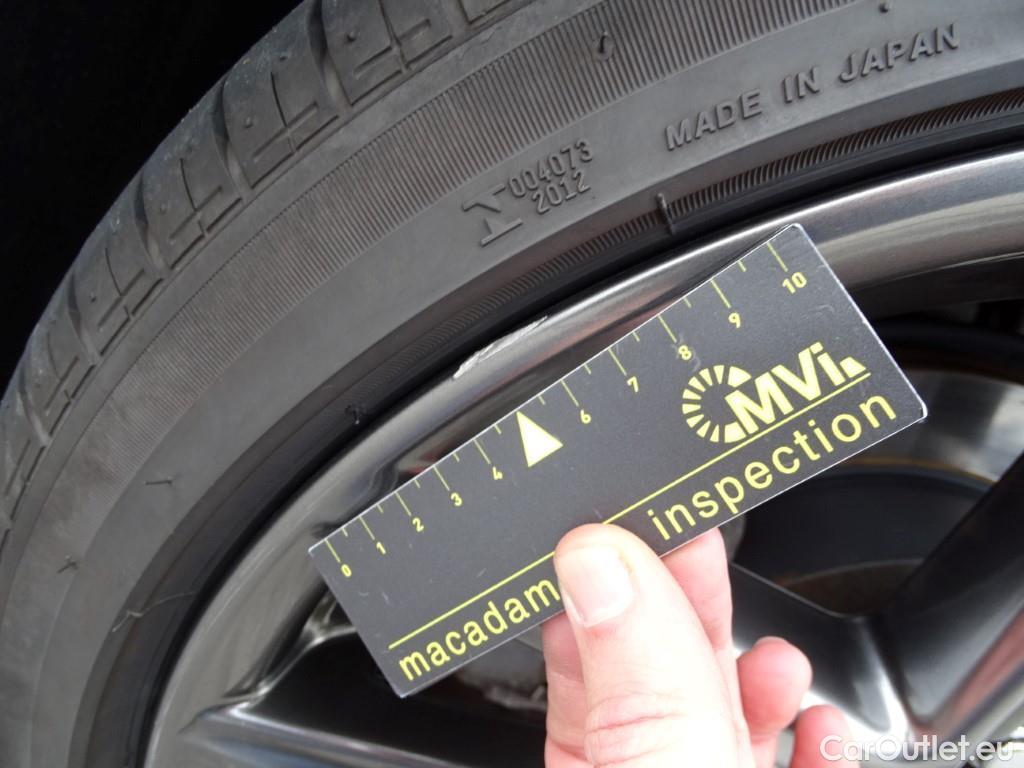 MADE IN JAPAN
004073
2012
0 1 2 3 4 6 7 8 9 10
MVi
macadam inspection
CarOutlet.eu